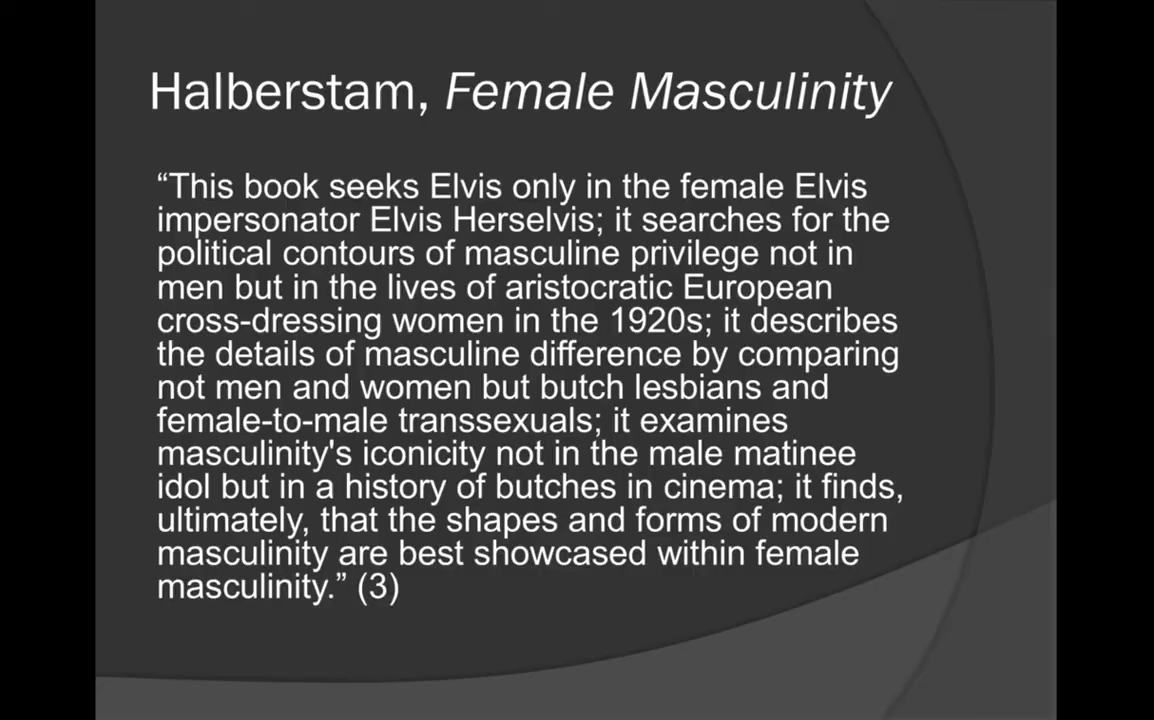 Halberstam, Female Masculinity
“This book seeks Elvis only in the female Elvis
impersonator Elvis Herselvis; it searches for the
political contours of masculine privilege not in
men but in the lives of aristocratic European
cross-dressing women in the 1920s; it describes
the details of masculine difference by comparing
not men and women but butch lesbians and
female-to-male transsexuals; it examines
masculinity's iconicity not in the male matinee
idol but in a history of butches in cinema; it finds,
ultimately, that the shapes and forms of modern
masculinity are best showcased within female
masculinity.” (3)